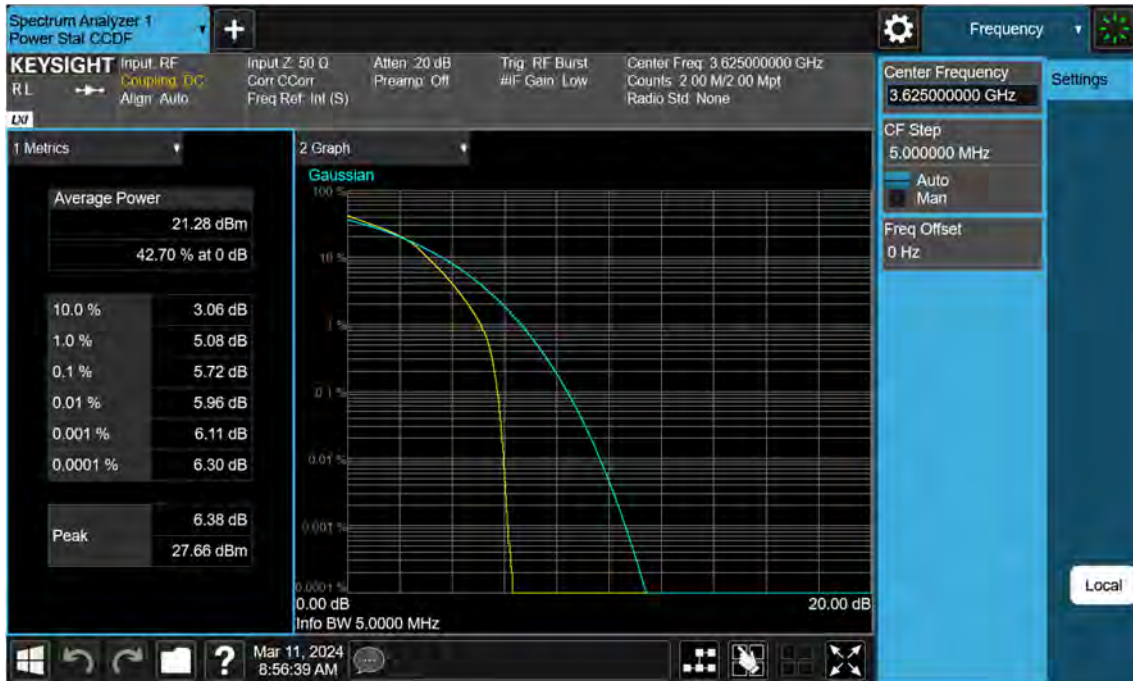 Spectrum Analyzer 1
Power Stat CCDF
+
Frequency
KEYSIGHT
RL
LXI
Input: RF
Coupling: DC
Align: Auto
Input Z: 50 Ω
Corr CCorr
Freq Ref: Int (S)
Atten: 20 dB
Preamp: Off
Trig: RF Burst
#IF Gain: Low
Center Freq: 3.625000000 GHz
Counts: 2.00 M/2.00 Mpt
Radio Std: None
Center Frequency
3.625000000 GHz
Settings
CF Step
5.000000 MHz
Auto
Man
Freq Offset
0 Hz
Local
1 Metrics
Average Power
21.28 dBm
42.70 % at 0 dB
10.0 % 3.06 dB
1.0 % 5.08 dB
0.1 % 5.72 dB
0.01 % 5.96 dB
0.001 % 6.11 dB
0.0001 % 6.30 dB
Peak
6.38 dB
27.66 dBm
2 Graph
Gaussian
100 %
10 %
1 %
0.1 %
0.01 %
0.001 %
0.0001 %
0.00 dB 20.00 dB
Info BW 5.0000 MHz
?
Mar 11, 2024
8:56:39 AM